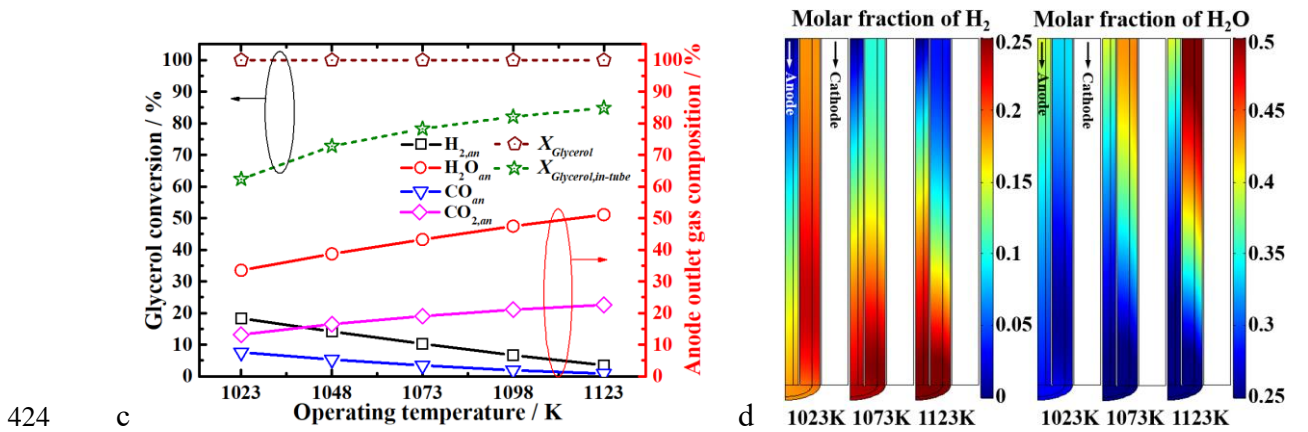 Glycerol conversion / %
100
90
80
70
60
50
40
30
20
10
0
H2,an
H2Oan
COan
CO2,an
XGlycerol
XGlycerol,in-tube
100
90
80
70
60
50
40
30
20
10
0
Anode outlet gas composition / %
1023 1048 1073 1098 1123
Operating temperature / K
424 c
Molar fraction of H2
Anode
Cathode
0.25
0.2
0.15
0.1
0.05
0
1023K 1073K 1123K
Molar fraction of H2O
Anode
Cathode
0.5
0.45
0.4
0.35
0.3
0.25
1023K 1073K 1123K
d